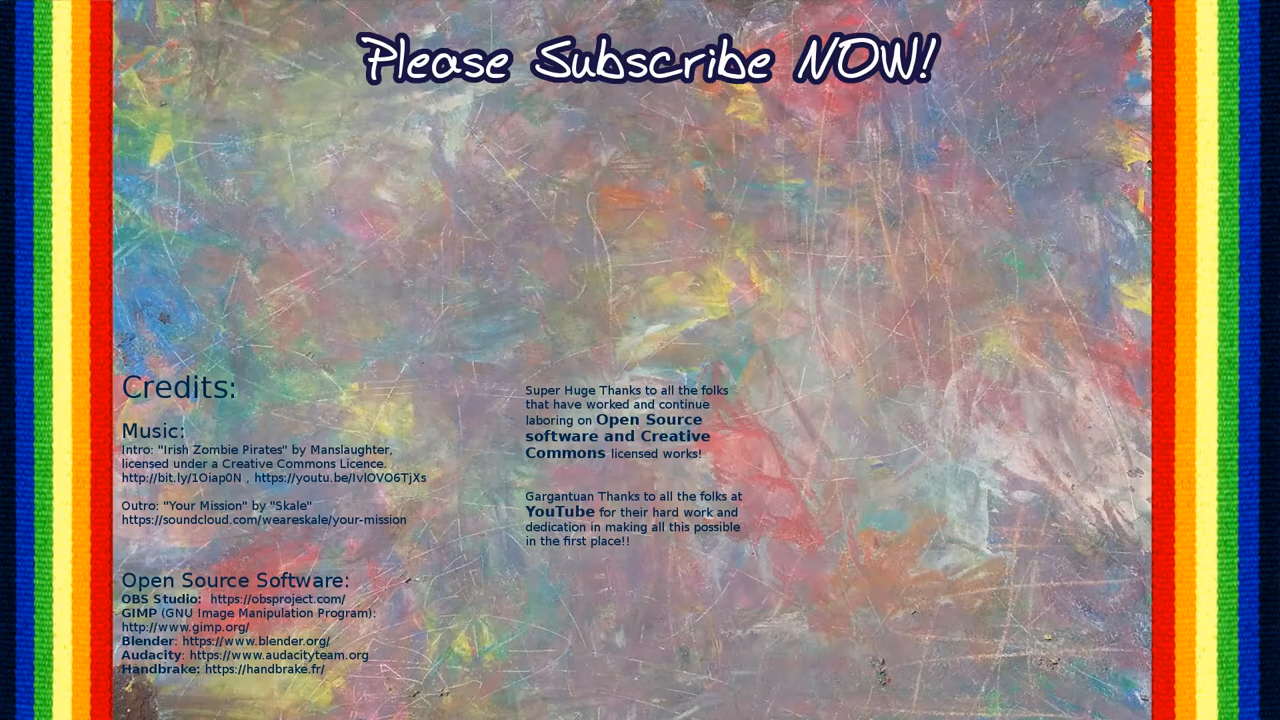 Please Subscribe NOW!
Credits:
Music:
Intro: "Irish Zombie Pirates" by Manslaughter,
licensed under a Creative Commons Licence.
http://bit.ly/1Oiap0N , https://youtu.be/IvlOVO6TjXs
Outro: "Your Mission" by "Skale"
https://soundcloud.com/weareskale/your-mission
Open Source Software:
OBS Studio:  https://obsproject.com/
GIMP (GNU Image Manipulation Program):
http://www.gimp.org/
Blender: https://www.blender.org/
Audacity: https://www.audacityteam.org
Handbrake: https://handbrake.fr/
Super Huge Thanks to all the folks
that have worked and continue
laboring on Open Source
software and Creative
Commons licensed works!
Gargantuan Thanks to all the folks at
YouTube for their hard work and
dedication in making all this possible
in the first place!!